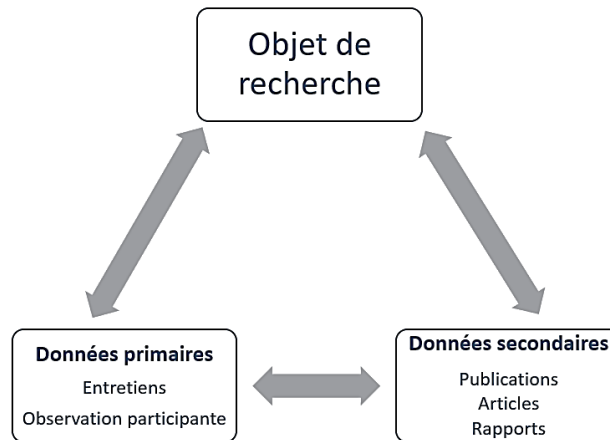 Objet de
recherche
Données primaires
Entretiens
Observation participante
Données secondaires
Publications
Articles
Rapports